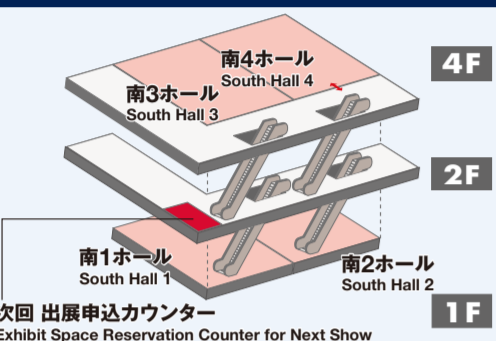 南4ホール
South Hall 4
4F
南3ホール
South Hall 3
2F
南1ホール
South Hall 1
南2ホール
South Hall 2
次回 出展申込カウンター
Exhibit Space Reservation Counter for Next Show
1F